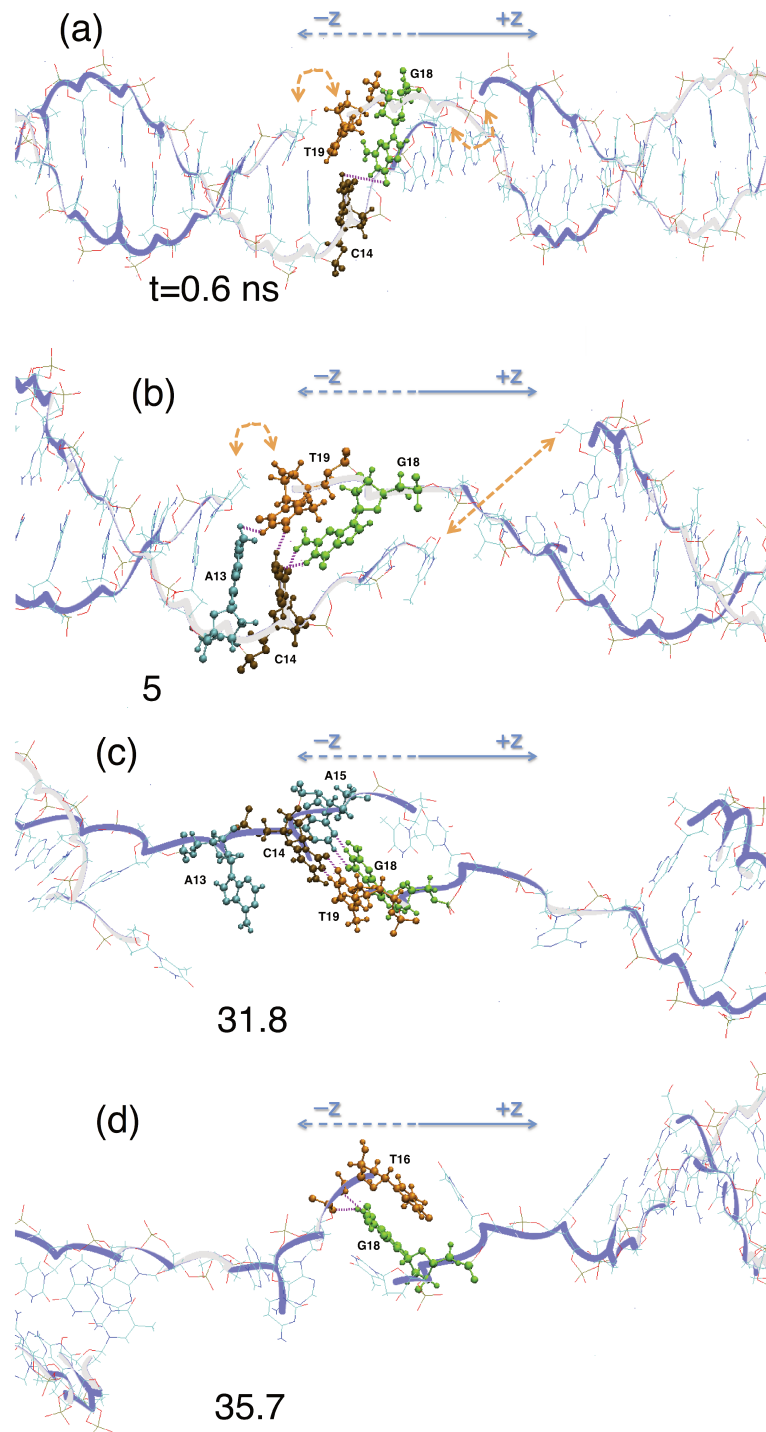 (a)
−z +z
G18
T19
C14
t=0.6 ns
(b)
−z +z
T19
G18
A13
C14
5
(c)
−z +z
A15
C14
G18
A13
T19
31.8
(d)
−z +z
T16
G18
35.7